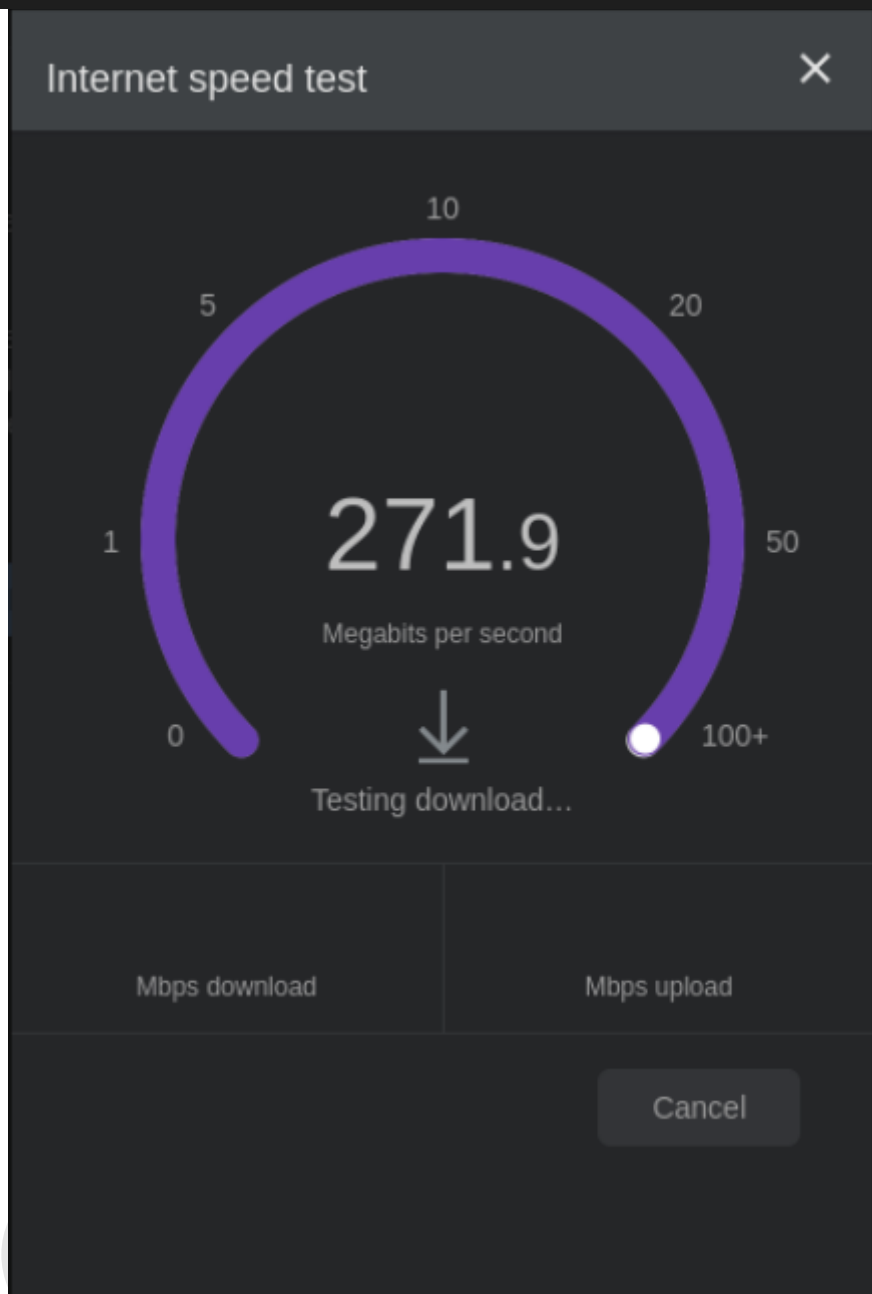 Internet speed test
10
5
20
271.9
1
50
Megabits per second
0
100+
Testing download...
Mbps download
Mbps upload
Cancel